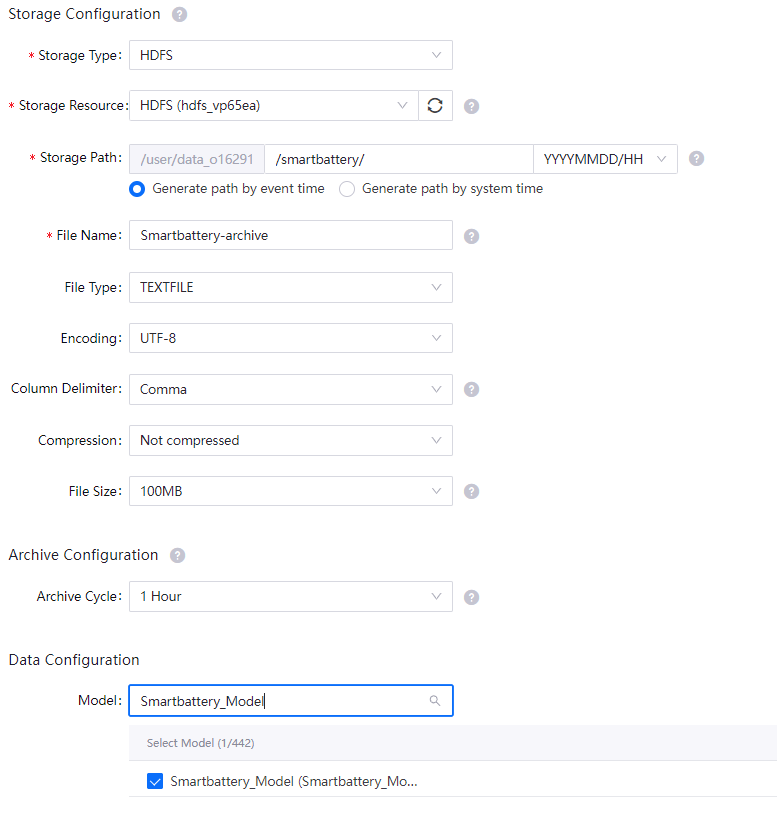 Storage Configuration ?
* Storage Type: HDFS
* Storage Resource: HDFS (hdfs_vp65ea) ?
* Storage Path: /user/data_o16291 /smartbattery/ YYYYMMDD/HH ?
Generate path by event time Generate path by system time
* File Name: Smartbattery-archive ?
File Type: TEXTFILE
Encoding: UTF-8
Column Delimiter: Comma ?
Compression: Not compressed
File Size: 100MB ?
Archive Configuration ?
Archive Cycle: 1 Hour ?
Data Configuration
Model: Smartbattery_Model
Select Model (1/442)
Smartbattery_Model (Smartbattery_Mo...